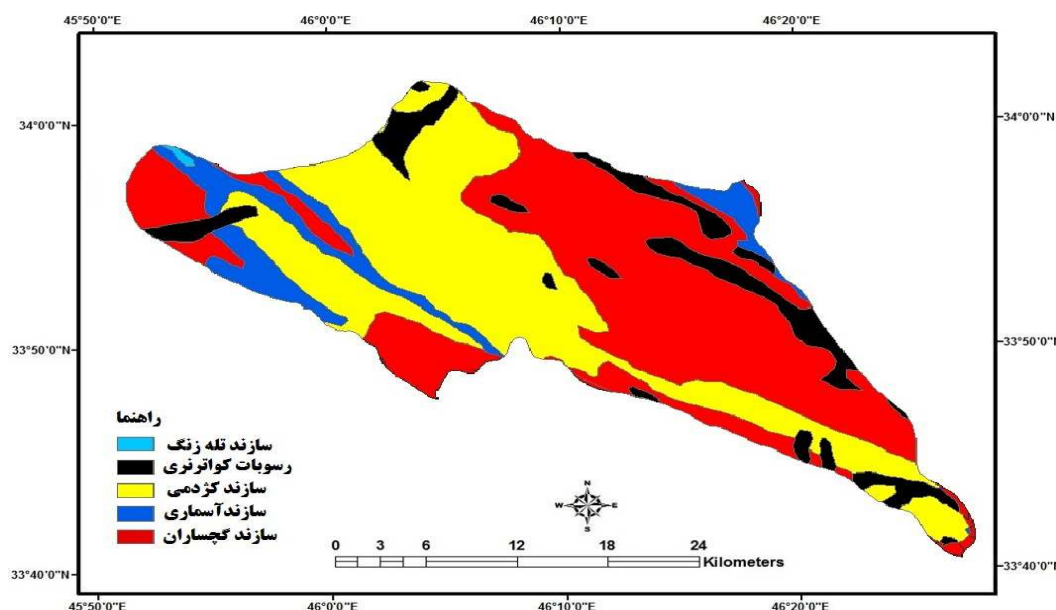 45°50'0"E 46°0'0"E 46°10'0"E 46°20'0"E
34°0'0"N 34°0'0"N
33°50'0"N 33°50'0"N
راهنما
سازند تله زنگ
رسوبات کواترنری
سازند کژدمی
سازند آسماری
سازند گچساران
N
W E
S
0 3 6 12 18 24
Kilometers
33°40'0"N 33°40'0"N
45°50'0"E 46°0'0"E 46°10'0"E 46°20'0"E